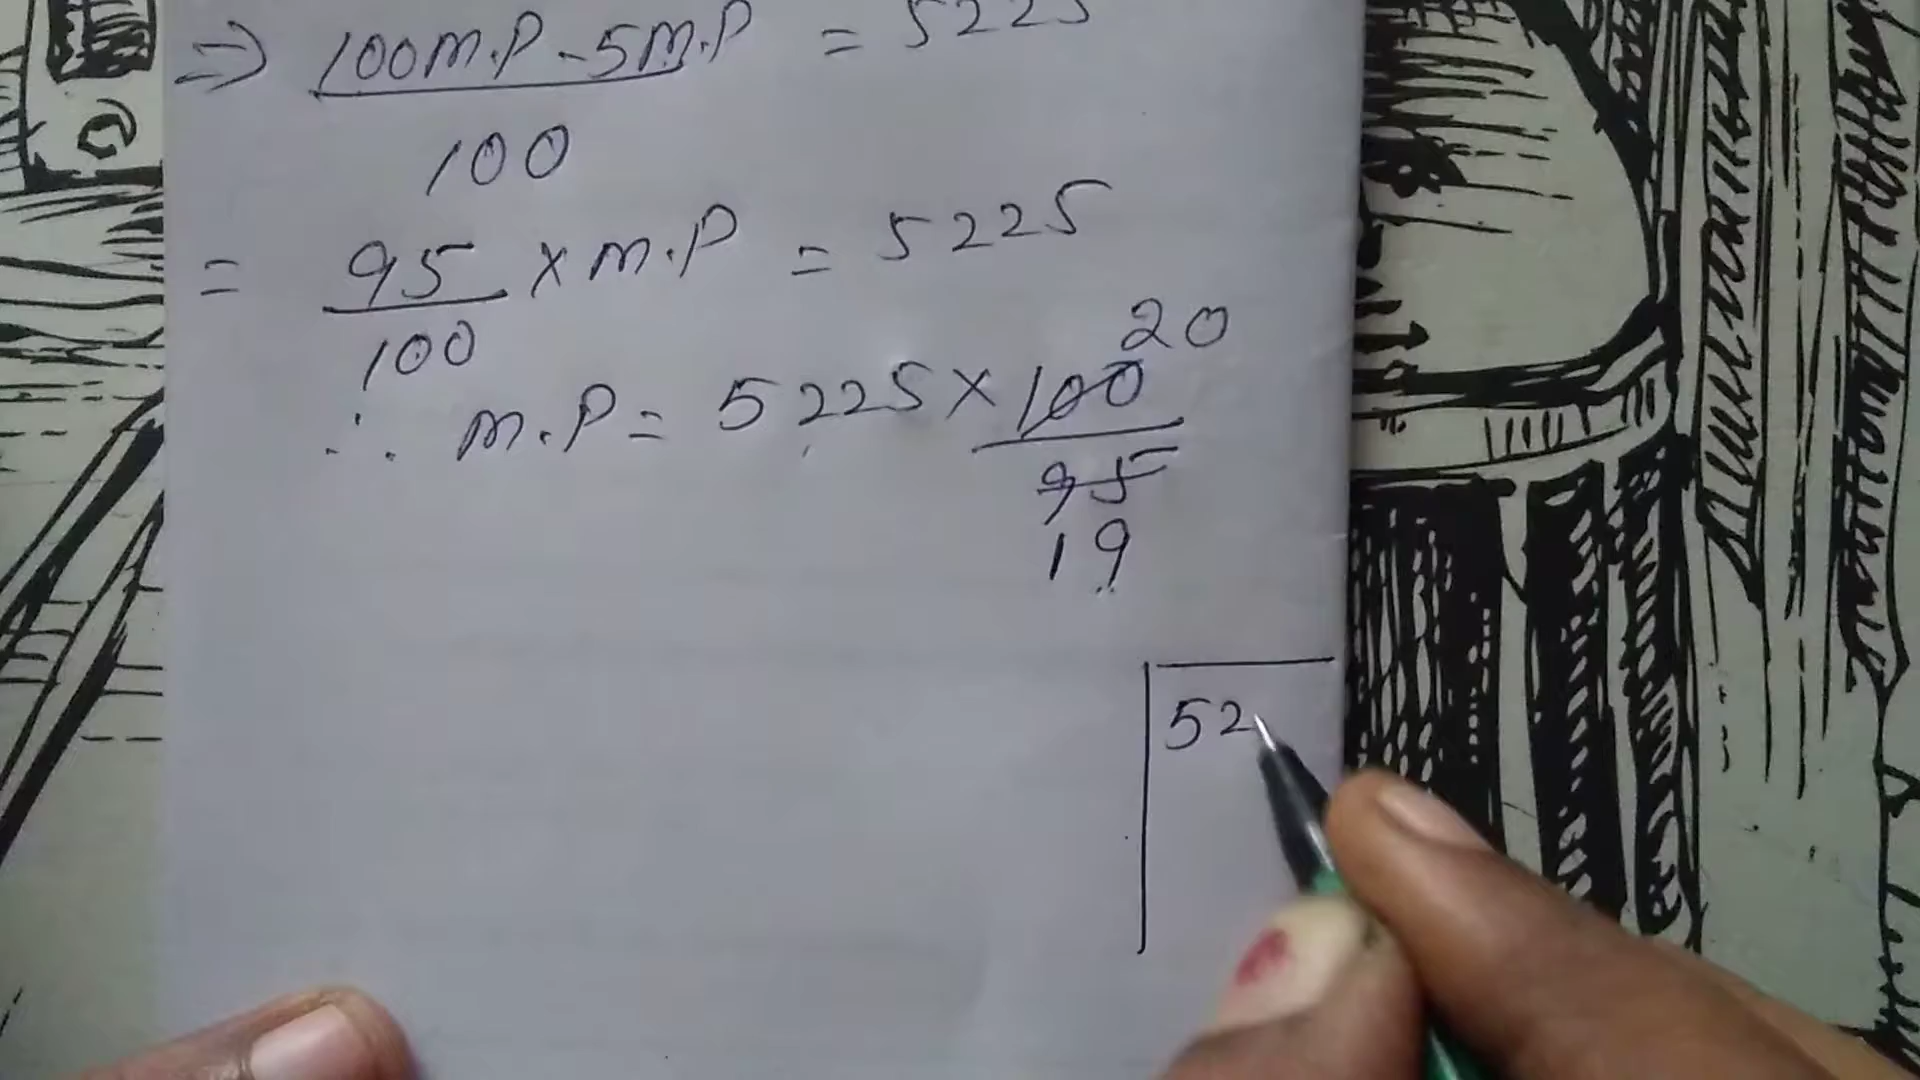 ⇒ 100M.P - 5M.P = 5225
100
= 95 × M.P = 5225
100
20
∴ M.P = 5225 × 100
95
19
52